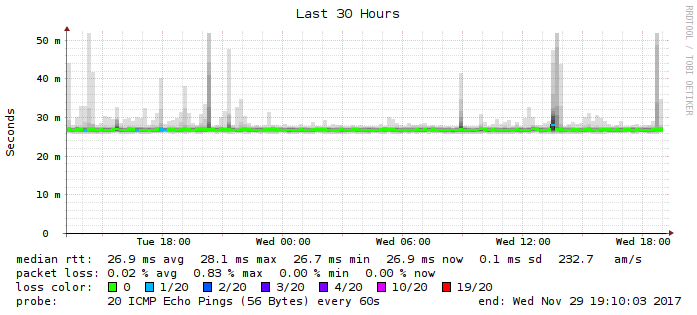 Last 30 Hours
RRDTOOL / TOBI OETIKER
Seconds
50 m
40 m
30 m
20 m
10 m
0
Tue 18:00 Wed 00:00 Wed 06:00 Wed 12:00 Wed 18:00
median rtt: 26.9 ms avg 28.1 ms max 26.7 ms min 26.9 ms now 0.1 ms sd 232.7 am/s
packet loss: 0.02 % avg 0.83 % max 0.00 % min 0.00 % now
loss color: 0 1/20 2/20 3/20 4/20 10/20 19/20
probe: 20 ICMP Echo Pings (56 Bytes) every 60s end: Wed Nov 29 19:10:03 2017